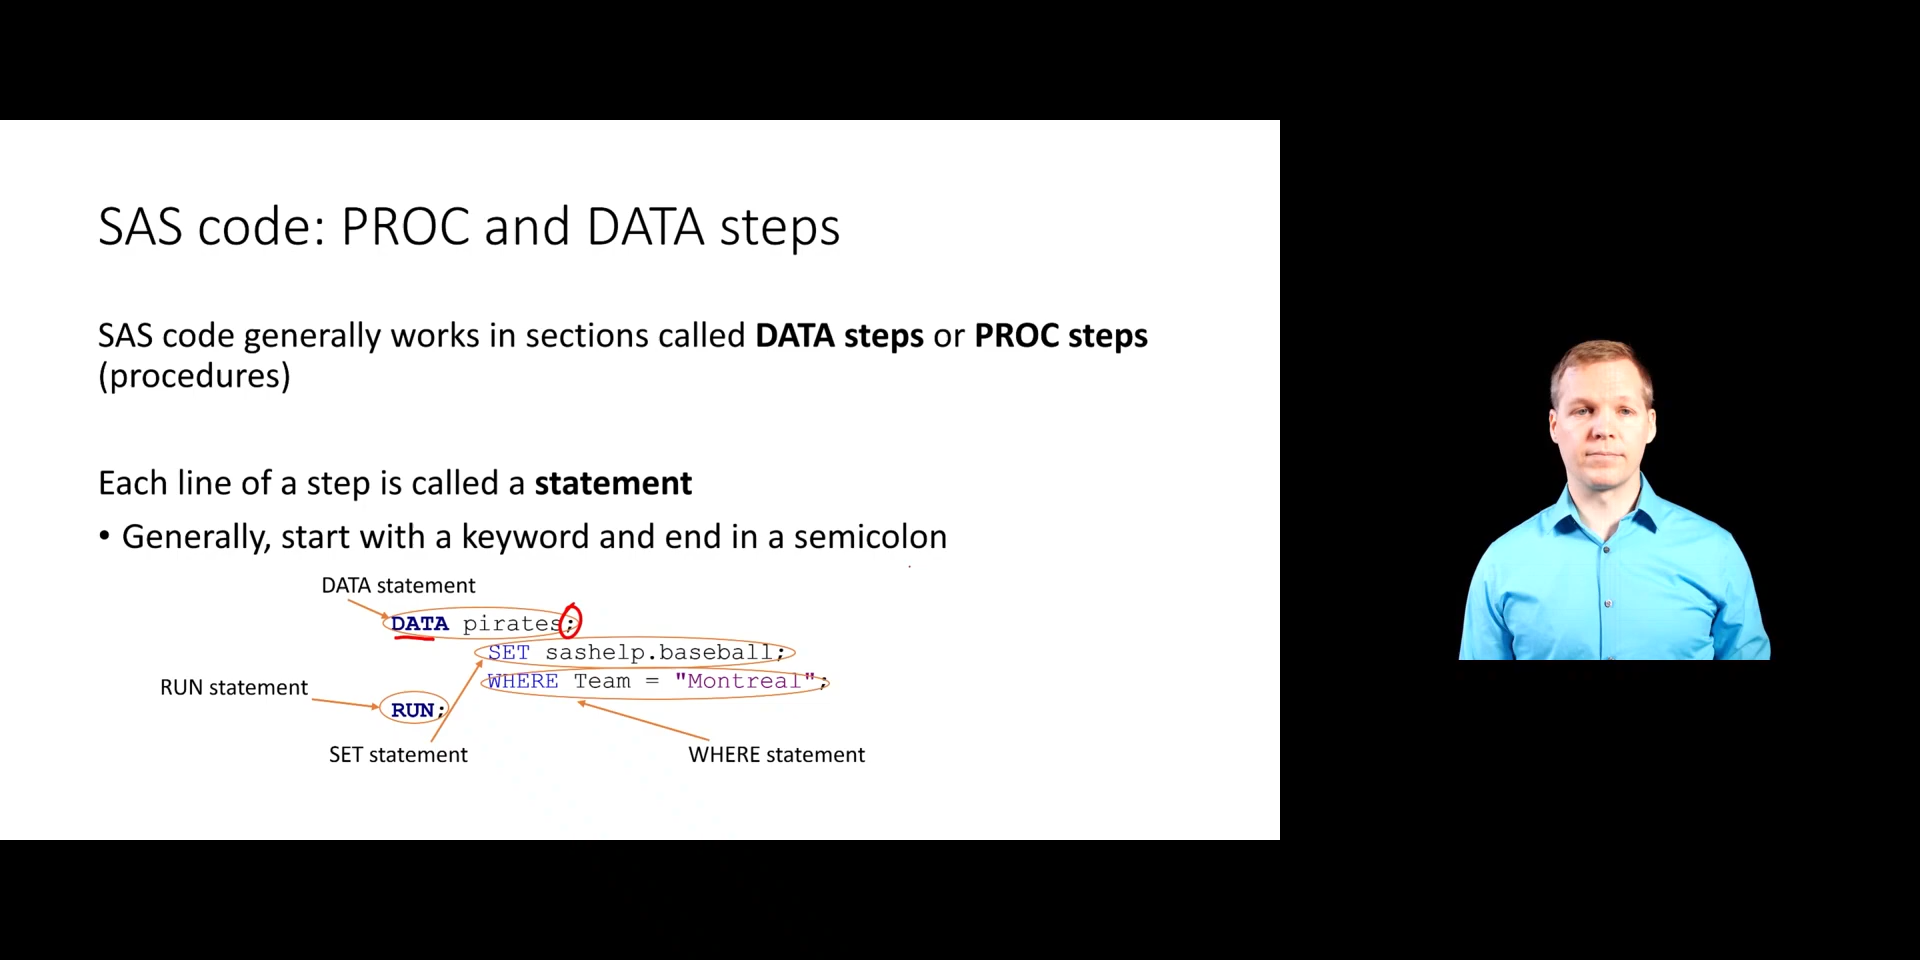 SAS code: PROC and DATA steps
SAS code generally works in sections called DATA steps or PROC steps
(procedures)
Each line of a step is called a statement
• Generally, start with a keyword and end in a semicolon
DATA statement
DATA pirates;
SET sashelp.baseball;
WHERE Team = "Montreal";
RUN statement
RUN;
SET statement
WHERE statement